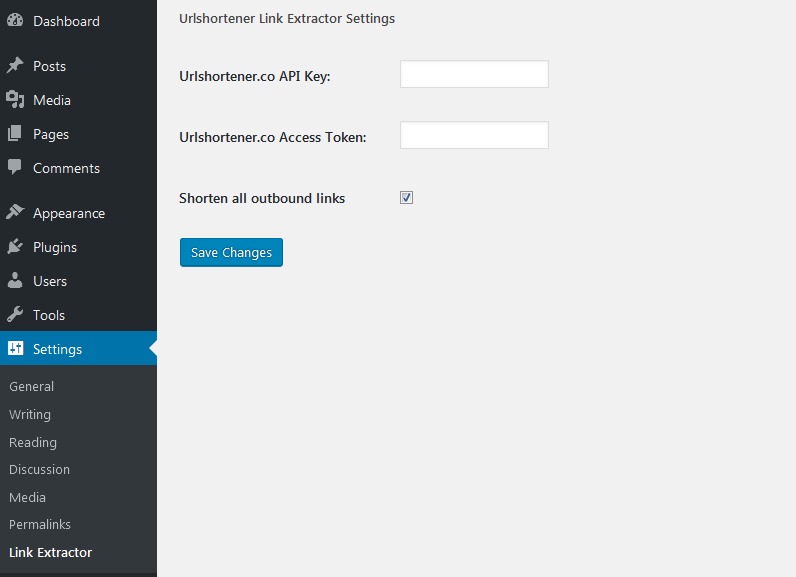 Dashboard
Posts
Media
Pages
Comments
Appearance
Plugins
Users
Tools
Settings
General
Writing
Reading
Discussion
Media
Permalinks
Link Extractor
Urlshortener Link Extractor Settings
Urlshortener.co API Key:
Urlshortener.co Access Token:
Shorten all outbound links
Save Changes